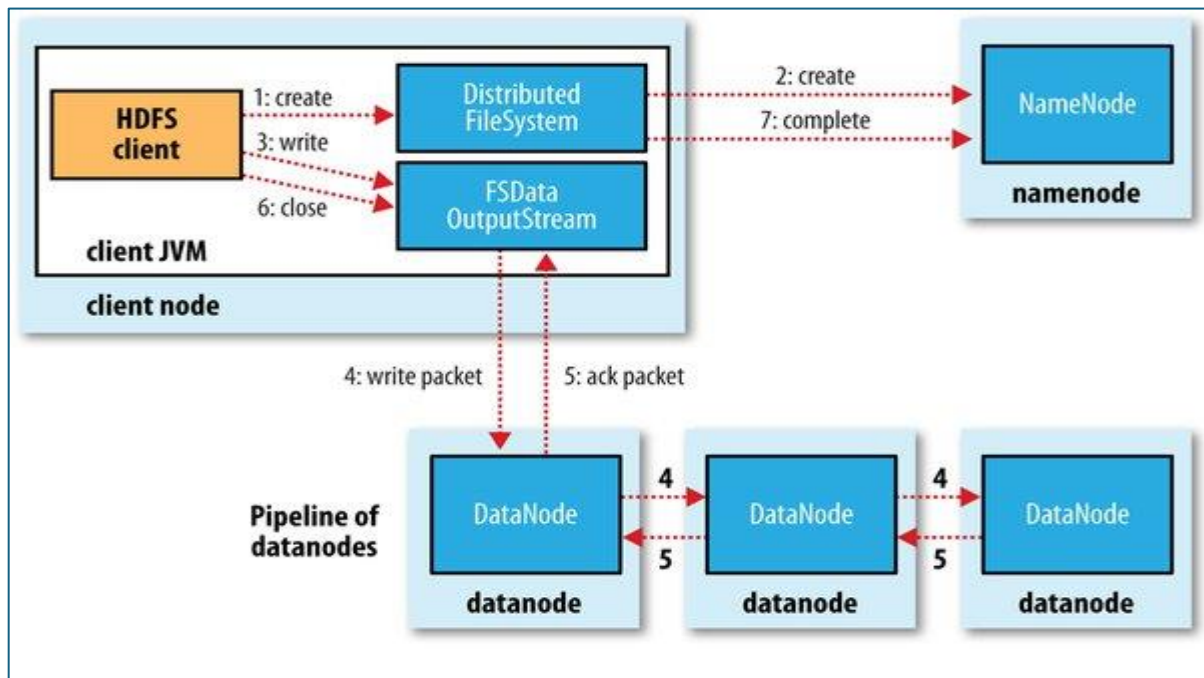 1: create
HDFS
client
3: write
6: close
Distributed
FileSystem
FSData
OutputStream
client JVM
client node
2: create
7: complete
NameNode
namenode
4: write packet
5: ack packet
Pipeline of
datanodes
DataNode
datanode
4
5
DataNode
datanode
4
5
DataNode
datanode